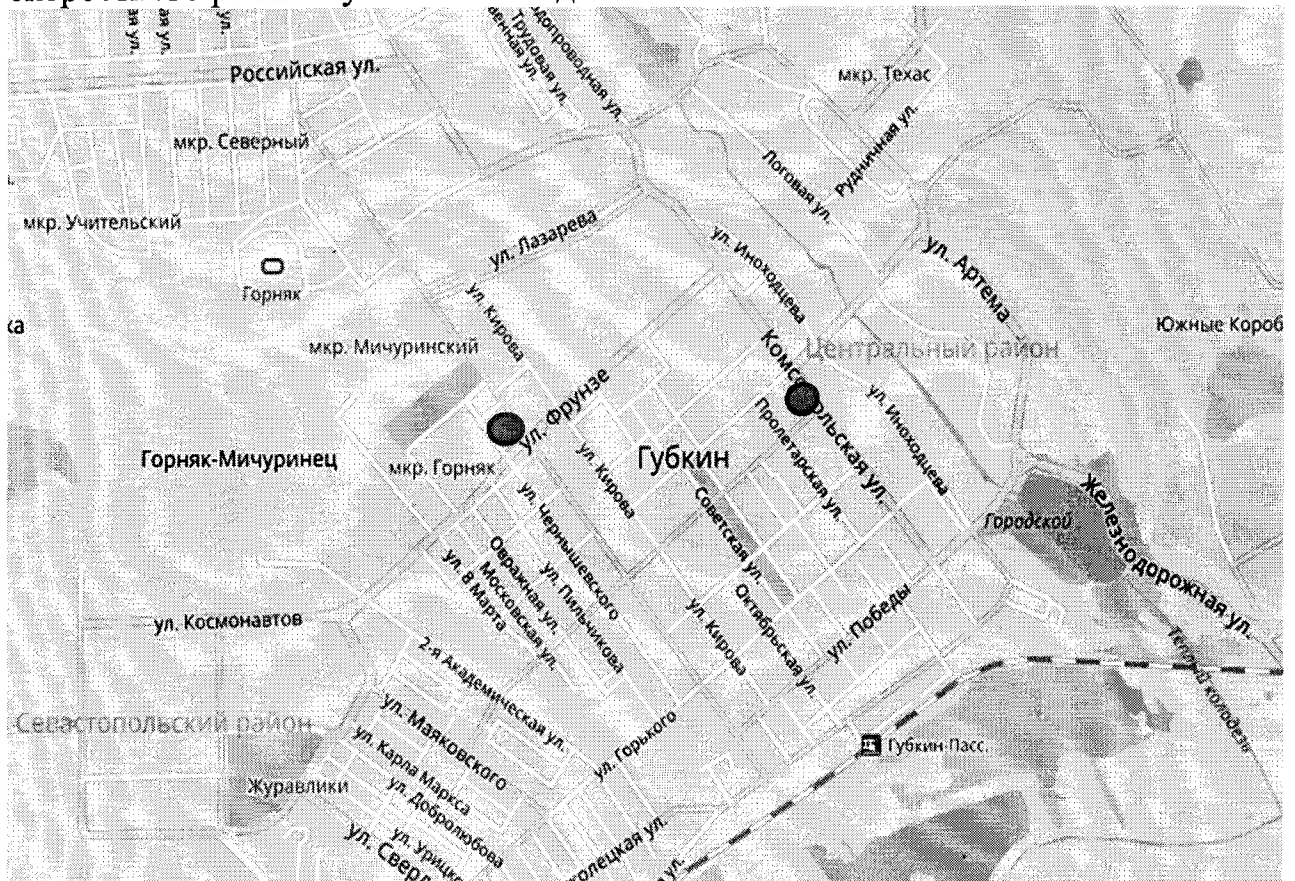 Трудовая ул.
Российская ул.
мкр. Техас
мкр. Северный
Рудничная ул.
Логовая ул.
мкр. Учительский
ул. Лазарева
ул. Иноходцева
ул. Артема
Горняк
ул. Кирова
Южные Короб
ка
мкр. Мичуринский
Центральный район
ул. Фрунзе
ул. Иноходцева
Пролетарская ул.
Горняк-Мичуринец
мкр. Горняк
Губкин
ул. Кирова
Советская ул.
Городской
Железнодорожная ул.
ул. Чернышевского
Овражная ул.
ул. Пильчикова
Московская ул.
ул. 8 Марта
ул. Космонавтов
ул. Кирова
Октябрьская ул.
ул. Победы
2-я Академическая ул.
Теплый колодезь
Севастопольский район
ул. Маяковского
ул. Горького
Губкин-Пасс.
ул. Карла Маркса
Журавлики
ул. Добролюбова